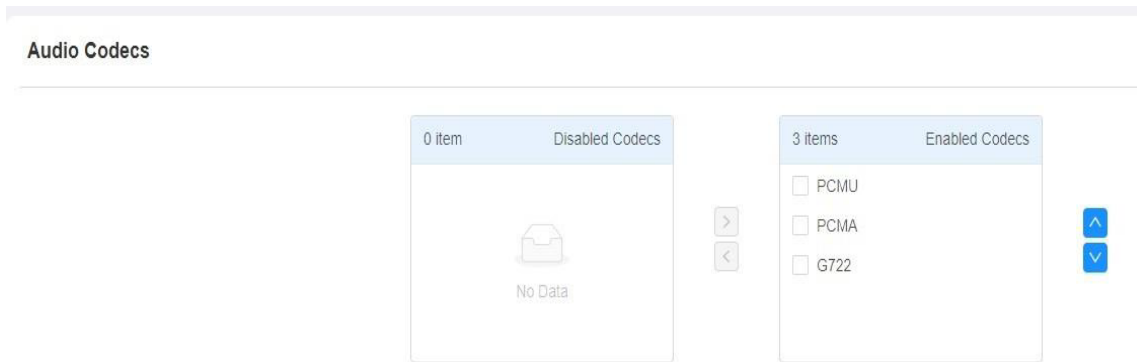 Audio Codecs
0 item Disabled Codecs
No Data
3 items Enabled Codecs
PCMU
PCMA
G722